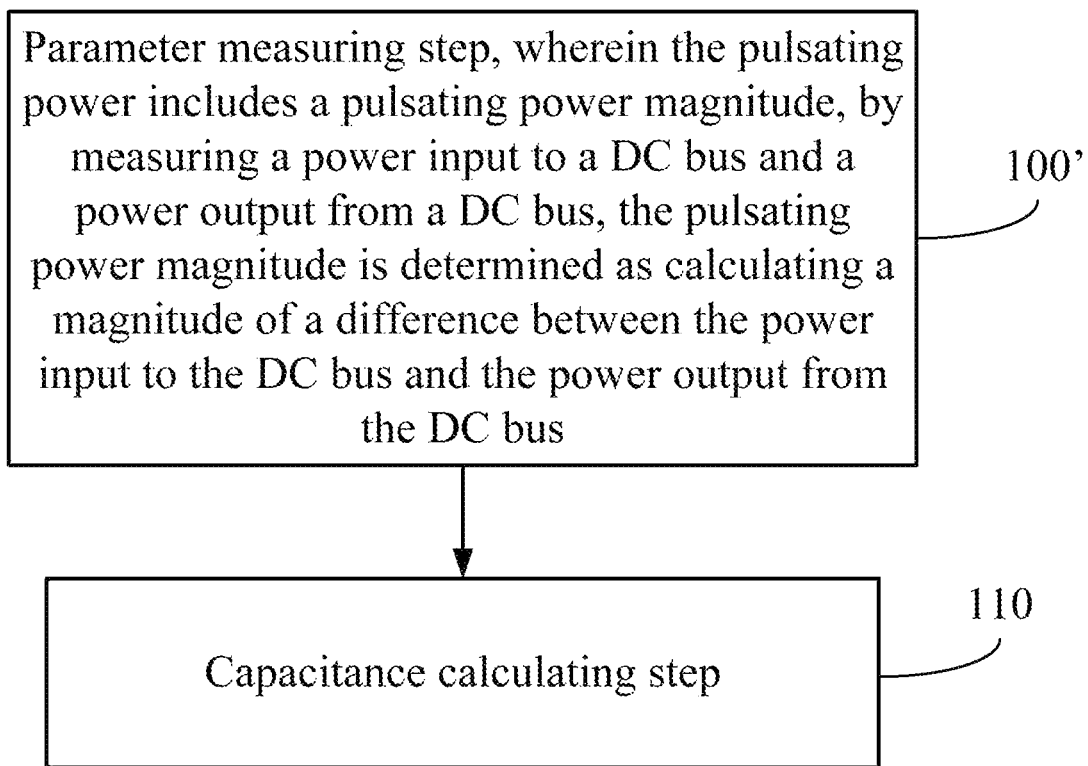 Parameter measuring step, wherein the pulsating
power includes a pulsating power magnitude, by
measuring a power input to a DC bus and a
power output from a DC bus, the pulsating
power magnitude is determined as calculating a
magnitude of a difference between the power
input to the DC bus and the power output from
the DC bus
100’
Capacitance calculating step
110